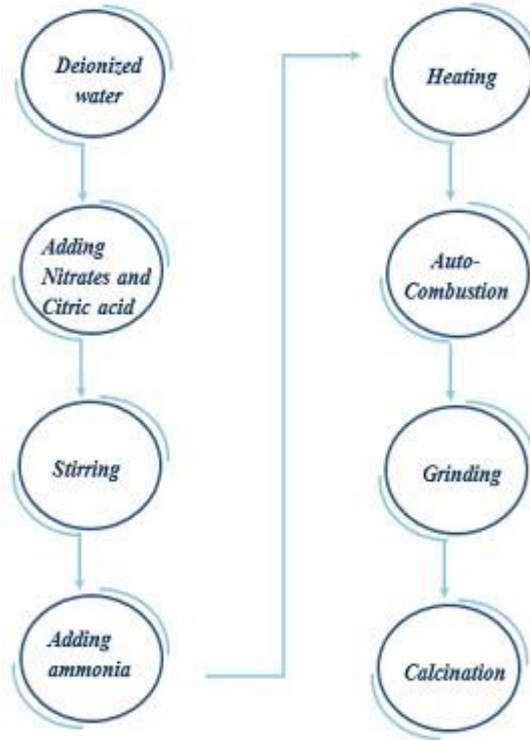 Deionized
water
Adding
Nitrates and
Citric acid
Stirring
Adding
ammonia
Heating
Auto-
Combustion
Grinding
Calcination